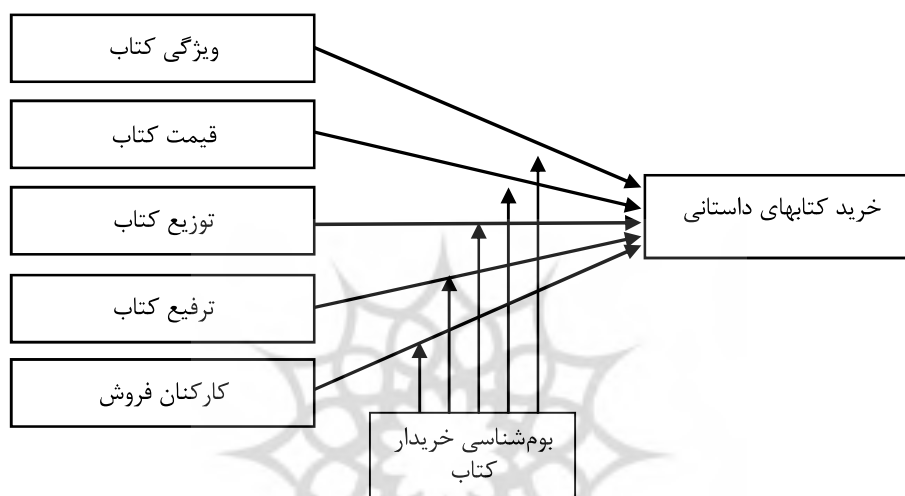 ویژگی کتاب
قیمت کتاب
توزیع کتاب
ترفیع کتاب
کارکنان فروش
خرید کتابهای داستانی
بوم‌شناسی خریدار
کتاب